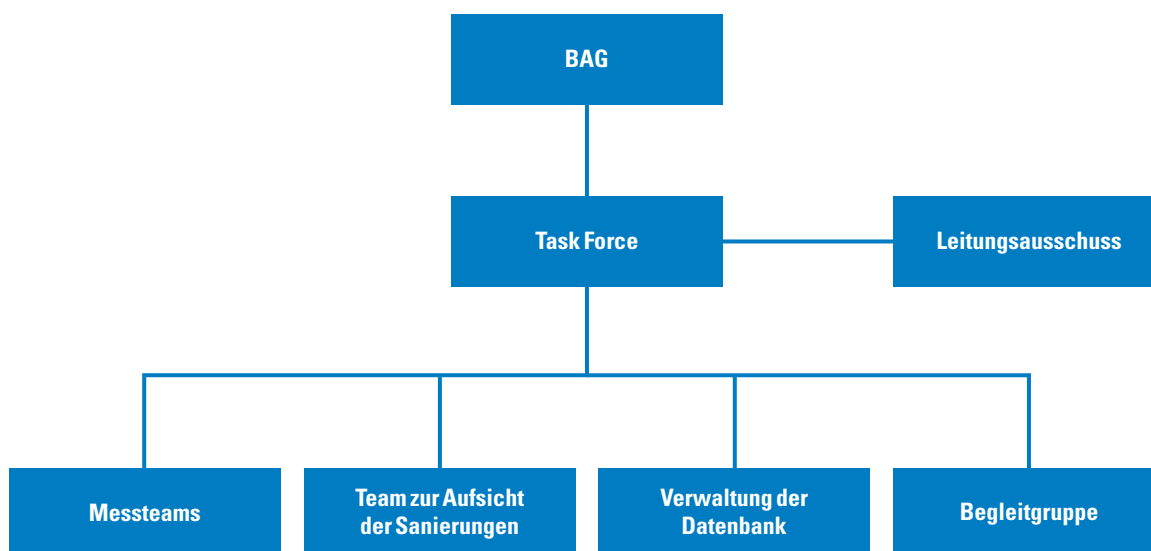 BAG
Task Force
Leitungsausschuss
Messteams
Team zur Aufsicht
der Sanierungen
Verwaltung der
Datenbank
Begleitgruppe